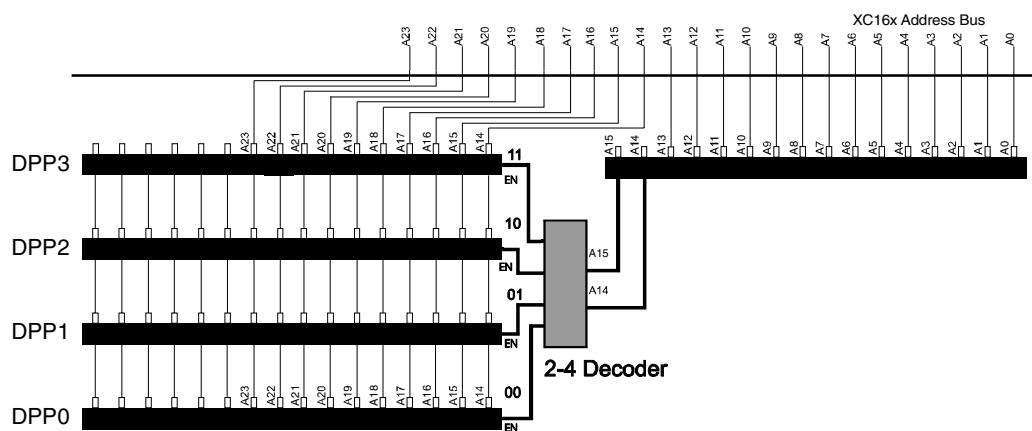 XC16x Address Bus
A23 A22 A21 A20 A19 A18 A17 A16 A15 A14 A13 A12 A11 A10 A9 A8 A7 A6 A5 A4 A3 A2 A1 A0
A23 A22 A21 A20 A19 A18 A17 A16 A15 A14
A15 A14 A13 A12 A11 A10 A9 A8 A7 A6 A5 A4 A3 A2 A1 A0
11
DPP3
EN
10
DPP2
EN
A15
A14
01
DPP1
EN
2-4 Decoder
00
A23 A22 A21 A20 A19 A18 A17 A16 A15 A14
DPP0
EN